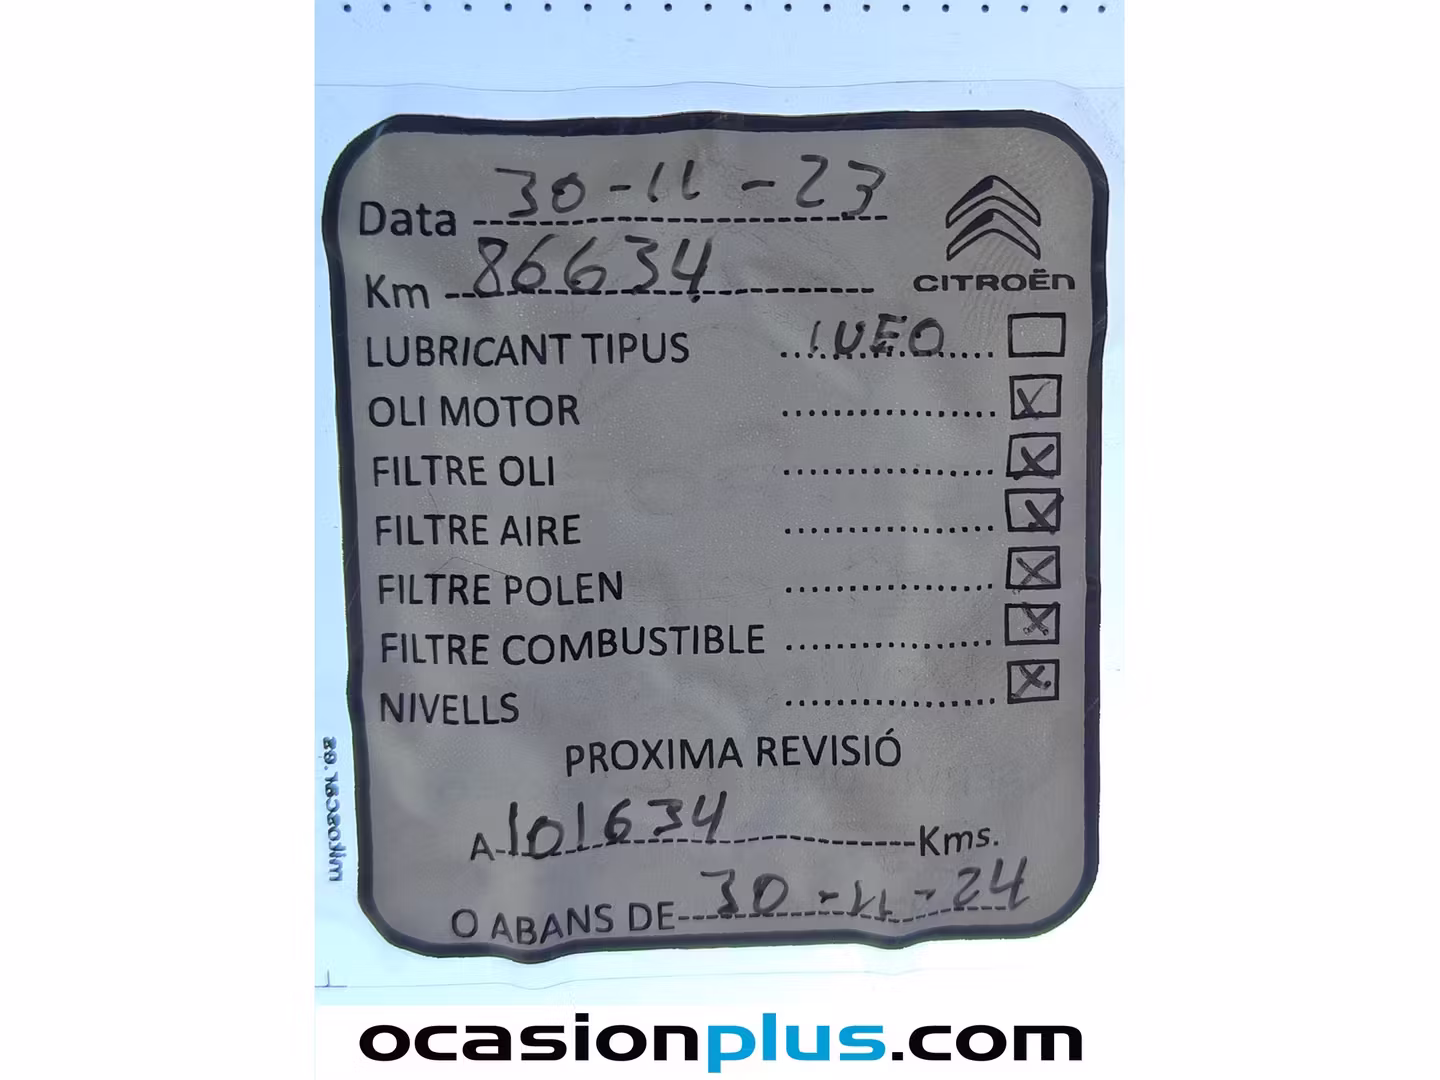 Data 30-11-23
Km 86634
CITROËN
LUBRICANT TIPUS ................ INEO
OLI MOTOR ................ X
FILTRE OLI ................ X
FILTRE AIRE ................ X
FILTRE POLEN ................ X
FILTRE COMBUSTIBLE ................ X
NIVELLS ................ X
PROXIMA REVISIÓ
A 101634 Kms.
O ABANS DE 30-11-24
ocasionplus.com